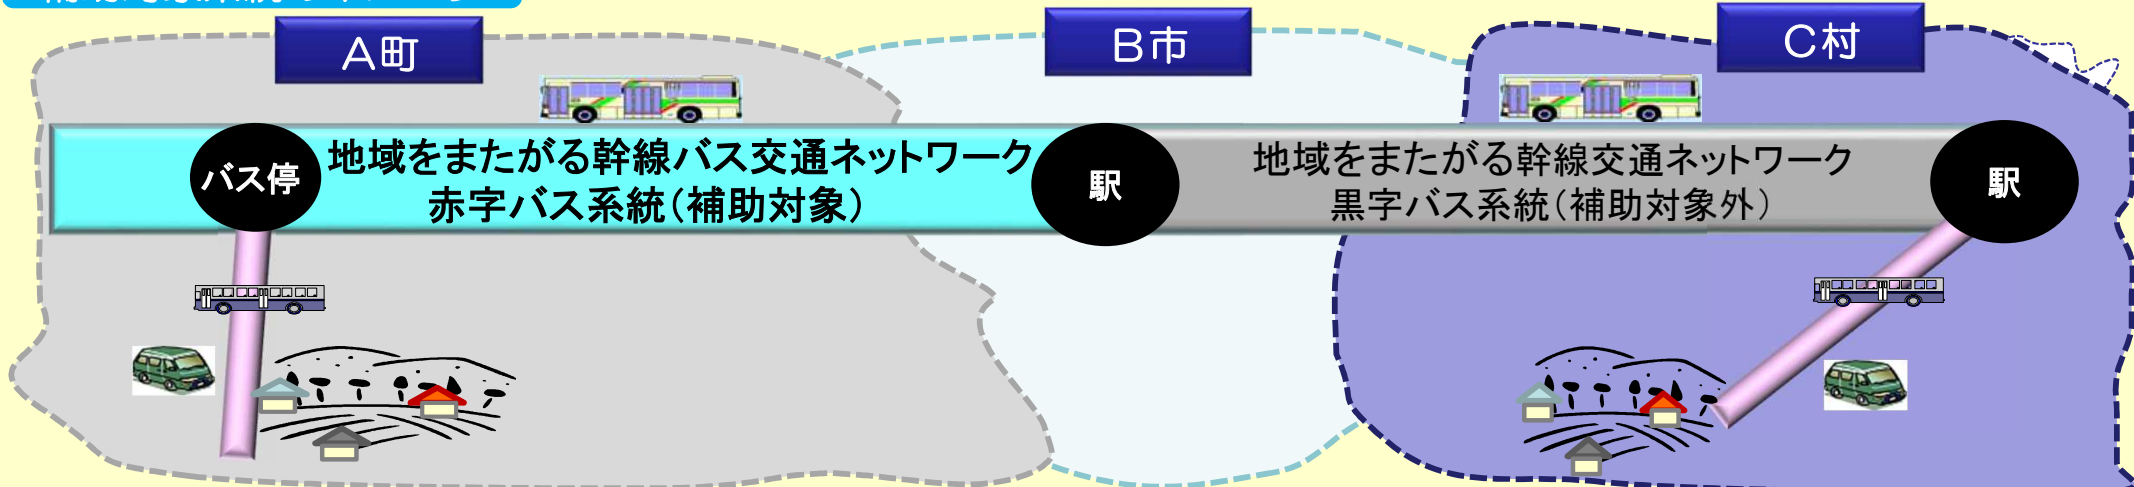 A町
B市
C村
バス停
地域をまたがる幹線バス交通ネットワーク
赤字バス系統(補助対象)
駅
地域をまたがる幹線交通ネットワーク
黒字バス系統(補助対象外)
駅